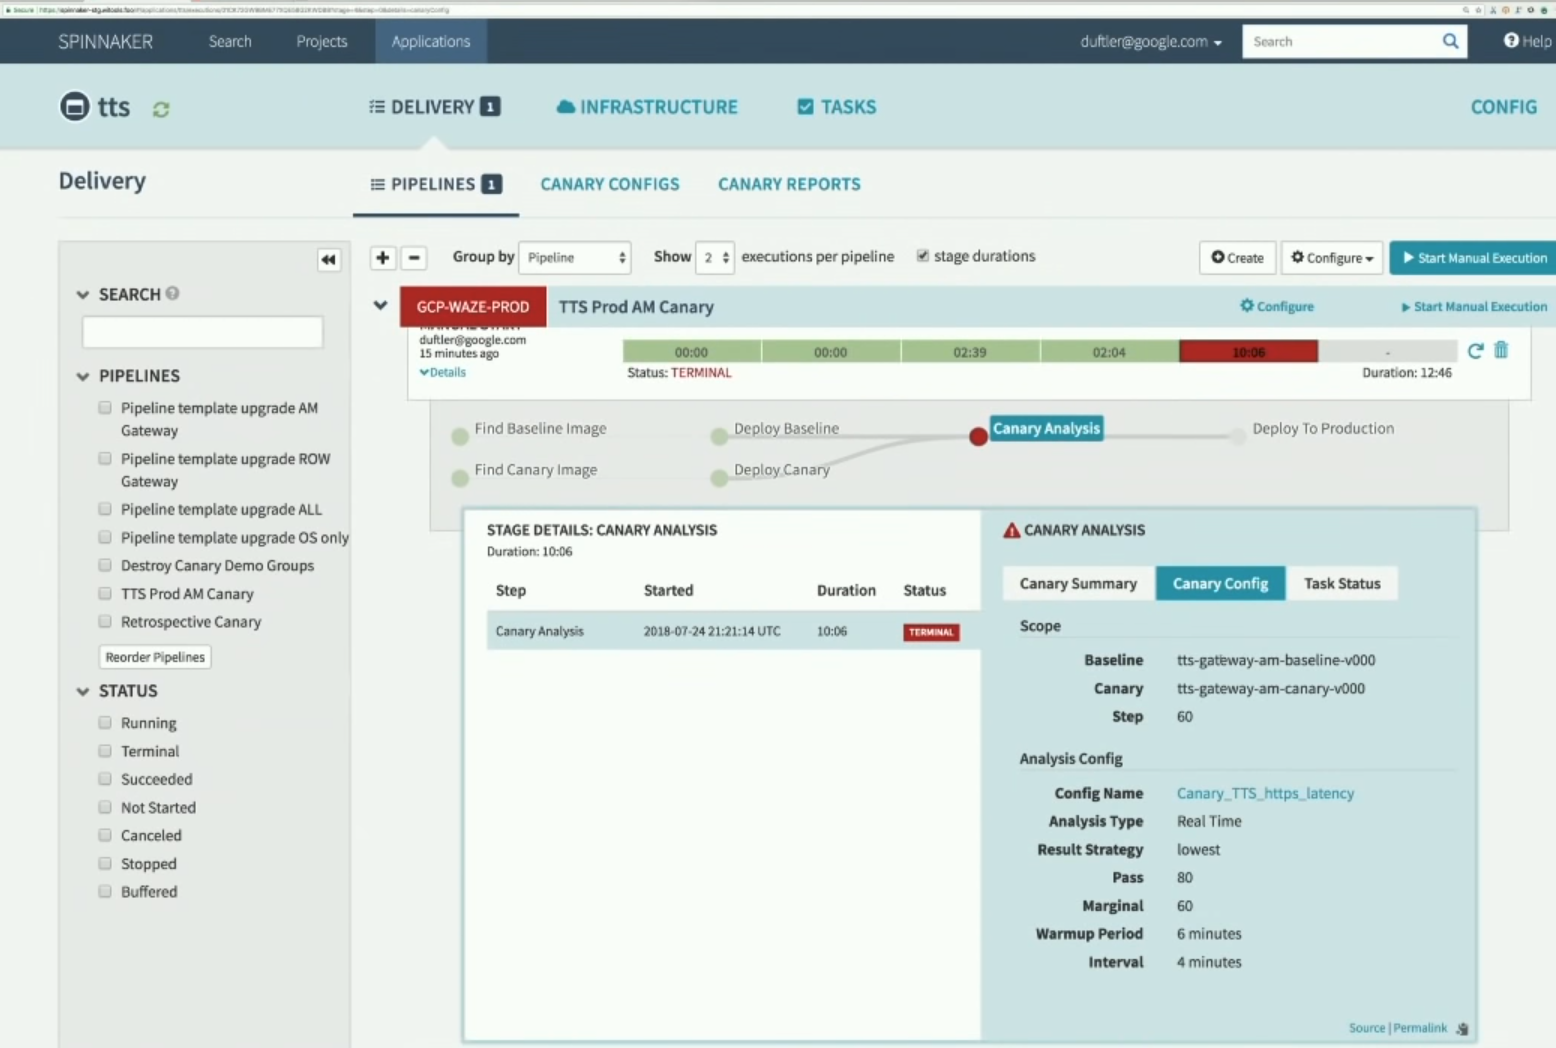 Secure
SPINNAKER Search Projects Applications duftler@google.com Search Help
tts DELIVERY 1 INFRASTRUCTURE TASKS CONFIG
Delivery PIPELINES 1 CANARY CONFIGS CANARY REPORTS
Group by Pipeline Show 2 executions per pipeline stage durations Create Configure Start Manual Execution
SEARCH
PIPELINES
Pipeline template upgrade AM
Gateway
Pipeline template upgrade ROW
Gateway
Pipeline template upgrade ALL
Pipeline template upgrade OS only
Destroy Canary Demo Groups
TTS Prod AM Canary
Retrospective Canary
Reorder Pipelines
STATUS
Running
Terminal
Succeeded
Not Started
Canceled
Stopped
Buffered
GCP-WAZE-PROD TTS Prod AM Canary Configure Start Manual Execution
MANUAL START
duftler@google.com
15 minutes ago
Details
00:00 00:00 02:39 02:04 10:06 -
Status: TERMINAL Duration: 12:46
Find Baseline Image Deploy Baseline Canary Analysis Deploy To Production
Find Canary Image Deploy Canary
STAGE DETAILS: CANARY ANALYSIS
Duration: 10:06
Step Started Duration Status
Canary Analysis 2018-07-24 21:21:14 UTC 10:06 TERMINAL
CANARY ANALYSIS
Canary Summary Canary Config Task Status
Scope
Baseline tts-gateway-am-baseline-v000
Canary tts-gateway-am-canary-v000
Step 60
Analysis Config
Config Name Canary_TTS_https_latency
Analysis Type Real Time
Result Strategy lowest
Pass 80
Marginal 60
Warmup Period 6 minutes
Interval 4 minutes
Source | Permalink